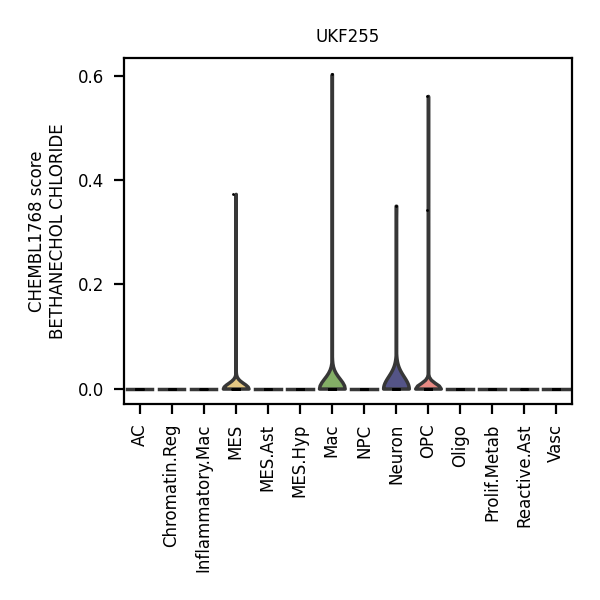 UKF255
CHEMBL1768 score
BETHANECHOL CHLORIDE
0.6
0.4
0.2
0.0
AC
Chromatin.Reg
Inflammatory.Mac
MES
MES.Ast
MES.Hyp
Mac
NPC
Neuron
OPC
Oligo
Prolif.Metab
Reactive.Ast
Vasc